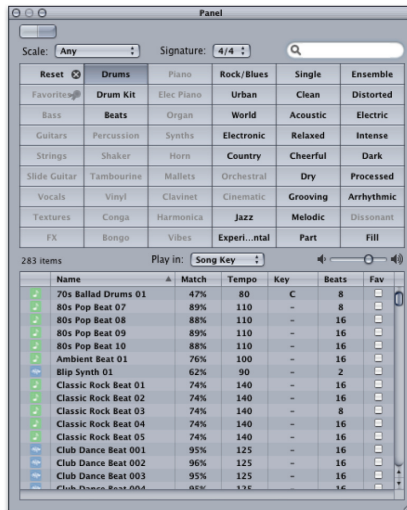 Panel
Scale: Any Signature: 4/4
Reset Drums Piano Rock/Blues Single Ensemble
Favorites Drum Kit Elec Piano Urban Clean Distorted
Bass Beats Organ World Acoustic Electric
Guitars Percussion Synths Electronic Relaxed Intense
Strings Shaker Horn Country Cheerful Dark
Slide Guitar Tambourine Mallets Orchestral Dry Processed
Vocals Vinyl Clavinet Cinematic Grooving Arrhythmic
Textures Conga Harmonica Jazz Melodic Dissonant
FX Bongo Vibes Experi...ntal Part Fill
283 items Play in: Song Key
Name Match Tempo Key Beats Fav
70s Ballad Drums 01 47% 80 C 8
80s Pop Beat 07 89% 110 – 8
80s Pop Beat 08 88% 110 – 16
80s Pop Beat 09 89% 110 – 16
80s Pop Beat 10 88% 110 – 16
Ambient Beat 01 76% 100 – 16
Blip Synth 01 62% 90 – 2
Classic Rock Beat 01 74% 140 – 16
Classic Rock Beat 02 74% 140 – 16
Classic Rock Beat 03 74% 140 – 8
Classic Rock Beat 04 74% 140 – 16
Classic Rock Beat 05 74% 140 – 16
Club Dance Beat 001 95% 125 – 16
Club Dance Beat 002 96% 125 – 16
Club Dance Beat 003 95% 125 – 16
Club Dance Beat 004 95% 125 – 16